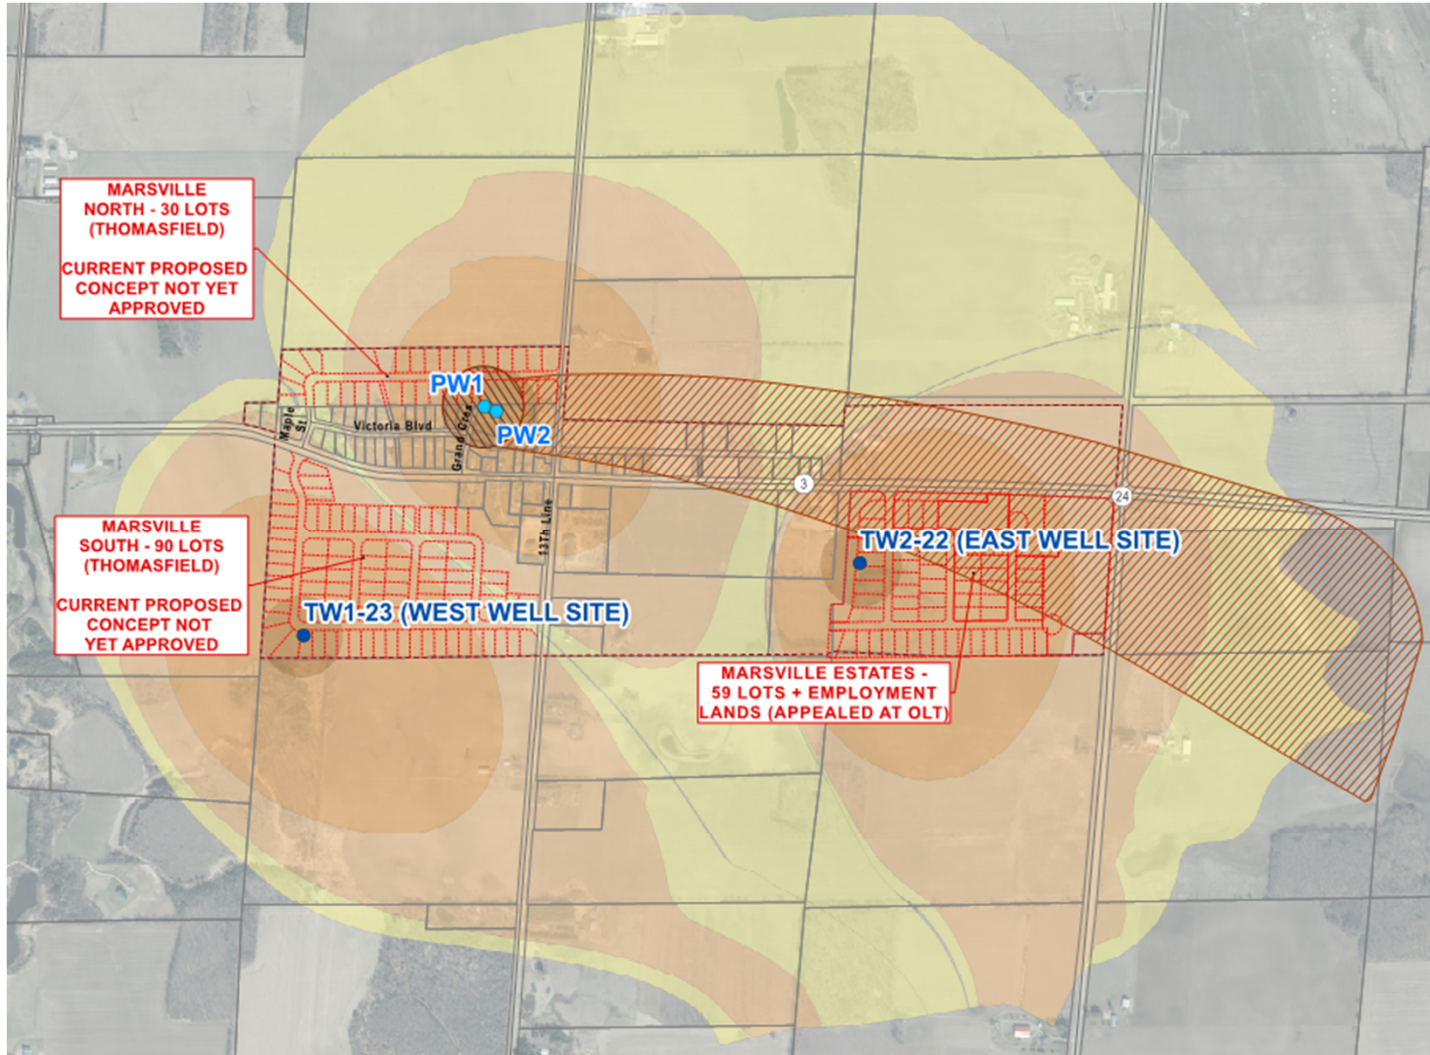 MARSVILLE
NORTH - 30 LOTS
(THOMASFIELD)
CURRENT PROPOSED
CONCEPT NOT YET
APPROVED
PW1
PW2
Maple
St
Victoria Blvd
Grand Cres
13Th Line
3
24
MARSVILLE
SOUTH - 90 LOTS
(THOMASFIELD)
CURRENT PROPOSED
CONCEPT NOT
YET APPROVED
TW2-22 (EAST WELL SITE)
TW1-23 (WEST WELL SITE)
MARSVILLE ESTATES -
59 LOTS + EMPLOYMENT
LANDS (APPEALED AT OLT)